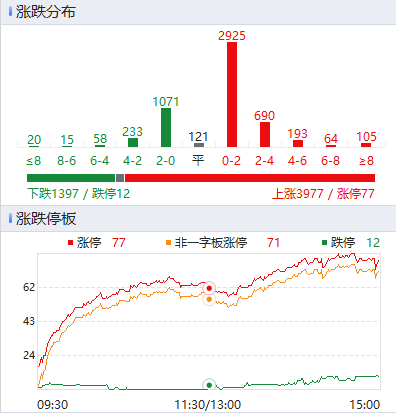 涨跌分布
20 15 58 233 1071 121 2925 690 193 64 105
≤8 8-6 6-4 4-2 2-0 平 0-2 2-4 4-6 6-8 ≥8
下跌1397 / 跌停12 上涨3977 / 涨停77
涨跌停板
涨停 77 非一字板涨停 71 跌停 12
62
43
24
09:30 11:30/13:00 15:00